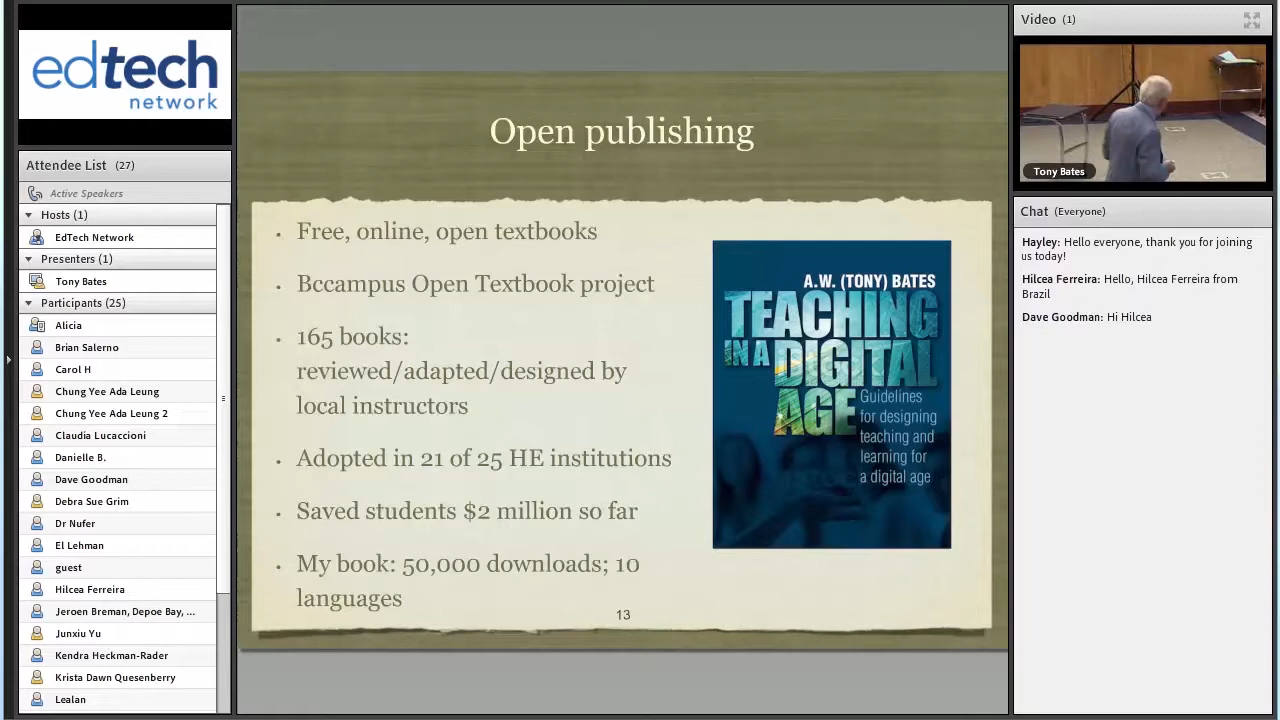 edtech
network
Attendee List (27)
Active Speakers
Hosts (1)
EdTech Network
Presenters (1)
Tony Bates
Participants (25)
Alicia
Brian Salerno
Carol H
Chung Yee Ada Leung
Chung Yee Ada Leung 2
Claudia Lucaccioni
Danielle B.
Dave Goodman
Debra Sue Grim
Dr Nufer
El Lehman
guest
Hilcea Ferreira
Jeroen Breman, Depoe Bay, ...
Junxiu Yu
Kendra Heckman-Rader
Krista Dawn Quesenberry
Lealan
Open publishing
Free, online, open textbooks
Bccampus Open Textbook project
165 books:
reviewed/adapted/designed by
local instructors
Adopted in 21 of 25 HE institutions
Saved students $2 million so far
My book: 50,000 downloads; 10
languages
13
A.W. (TONY) BATES
TEACHING
IN A DIGITAL
AGE
Guidelines
for designing
teaching and
learning for
a digital age
Video (1)
Tony Bates
Chat (Everyone)
Hayley: Hello everyone, thank you for joining
us today!
Hilcea Ferreira: Hello, Hilcea Ferreira from
Brazil
Dave Goodman: Hi Hilcea